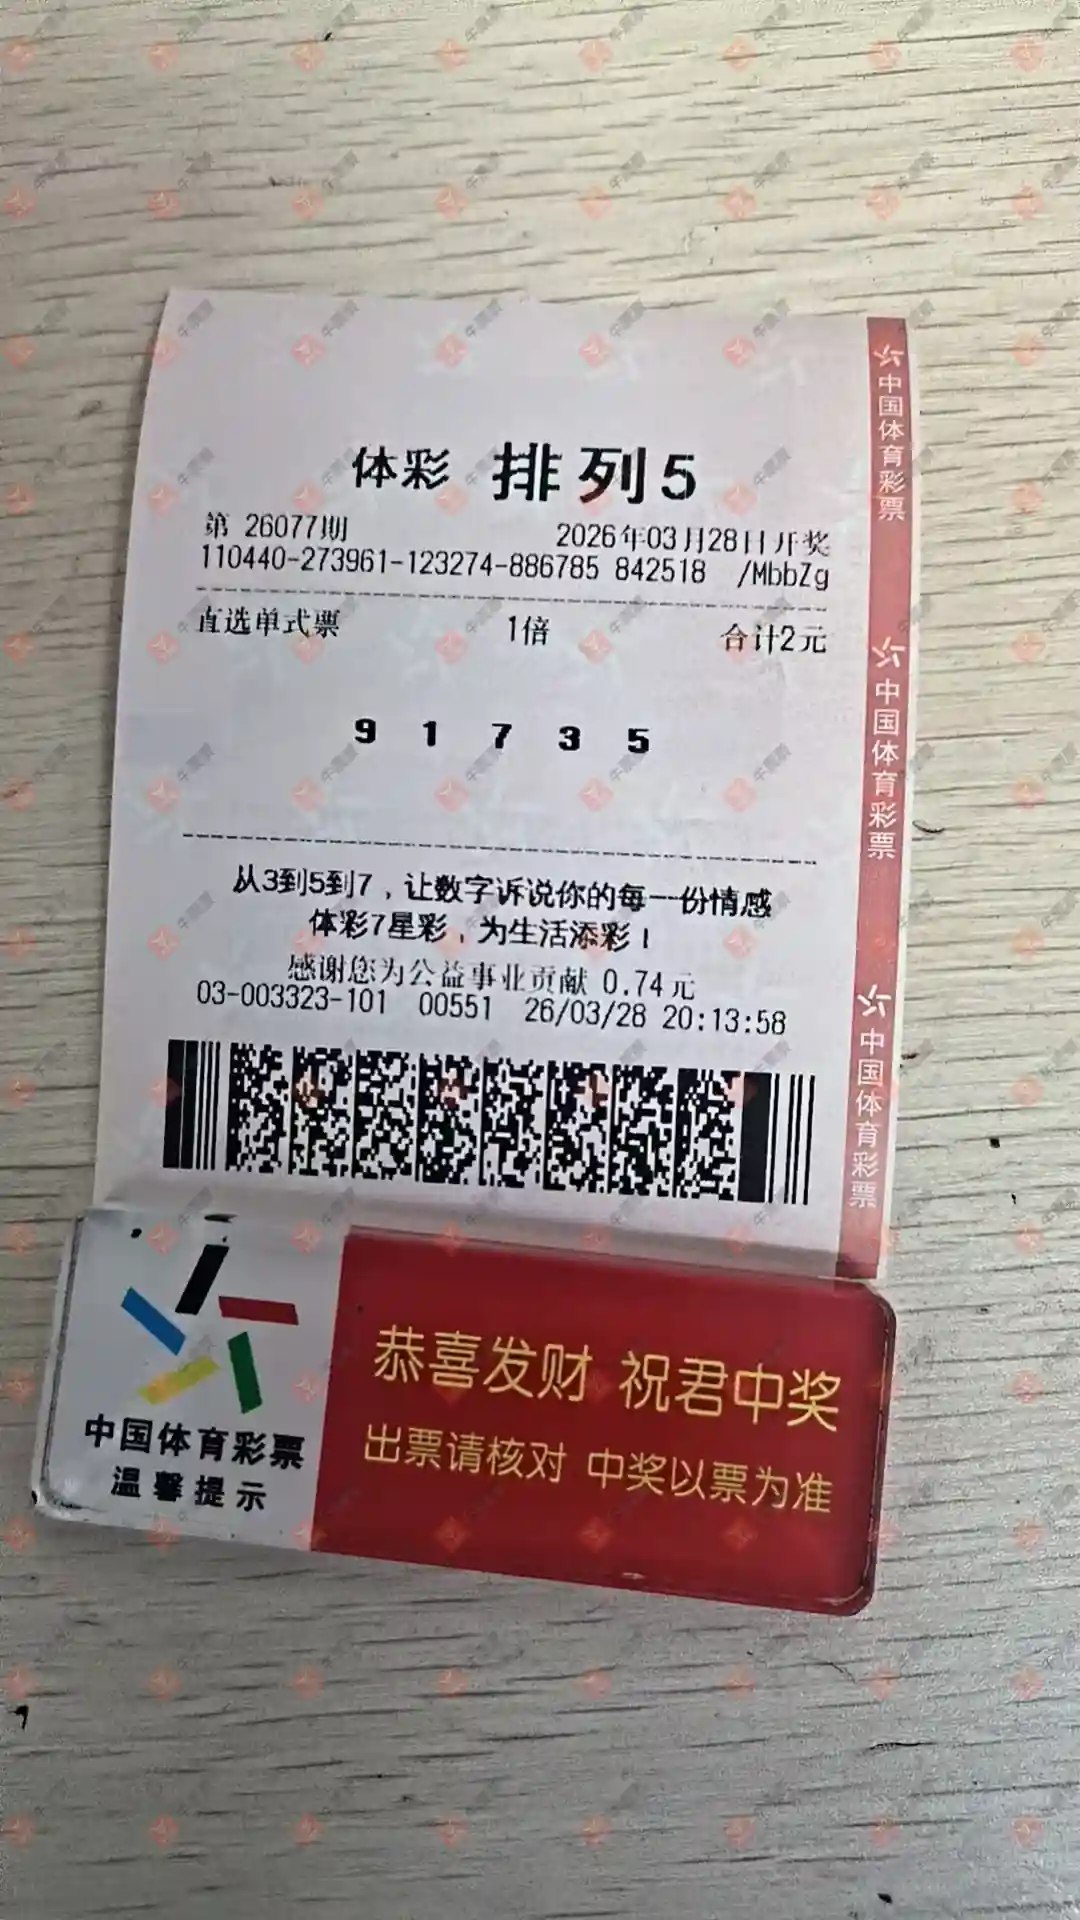 体彩 排列5
第 26077期 2026年03月28日开奖
110440-273961-123274-886785 842518 /MbbZg
直选单式票 1倍 合计2元
9 1 7 3 5
从3到5到7，让数字诉说你的每一份情感
体彩7星彩，为生活添彩！
感谢您为公益事业贡献 0.74元
03-003323-101 00551 26/03/28 20:13:58
中国体育彩票
中国体育彩票
中国体育彩票
中国体育彩票
温馨提示
恭喜发财 祝君中奖
出票请核对 中奖以票为准